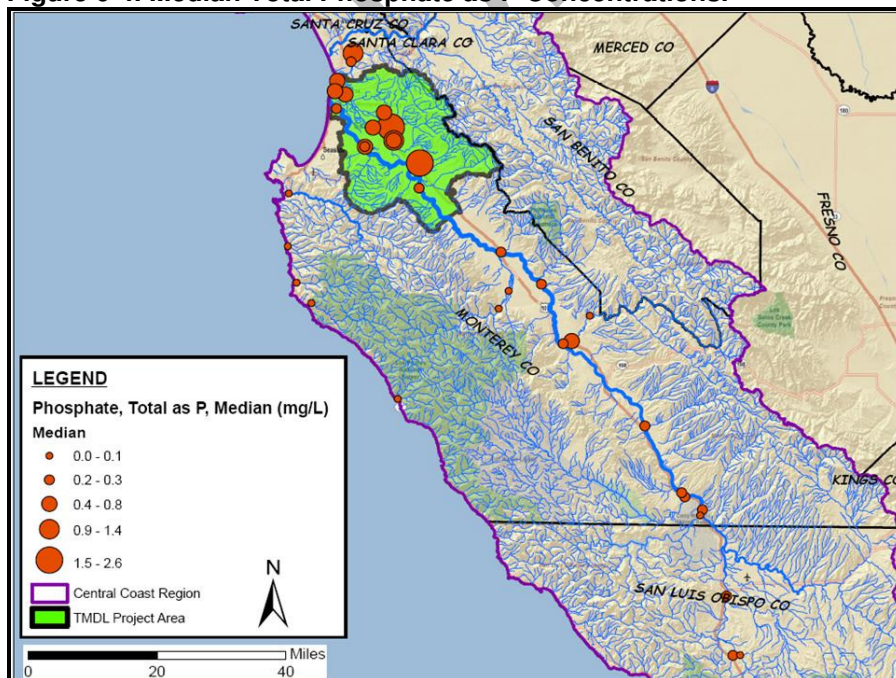 SANTA CRUZ CO
SANTA CLARA CO
MERCED CO
SAN BENITO CO
FRESNO CO
MONTEREY CO
KINGS CO
SAN LUIS OBISPO CO
LEGEND
Phosphate, Total as P, Median (mg/L)
Median
0.0 - 0.1
0.2 - 0.3
0.4 - 0.8
0.9 - 1.4
1.5 - 2.6
Central Coast Region
TMDL Project Area
N
Miles
0 20 40